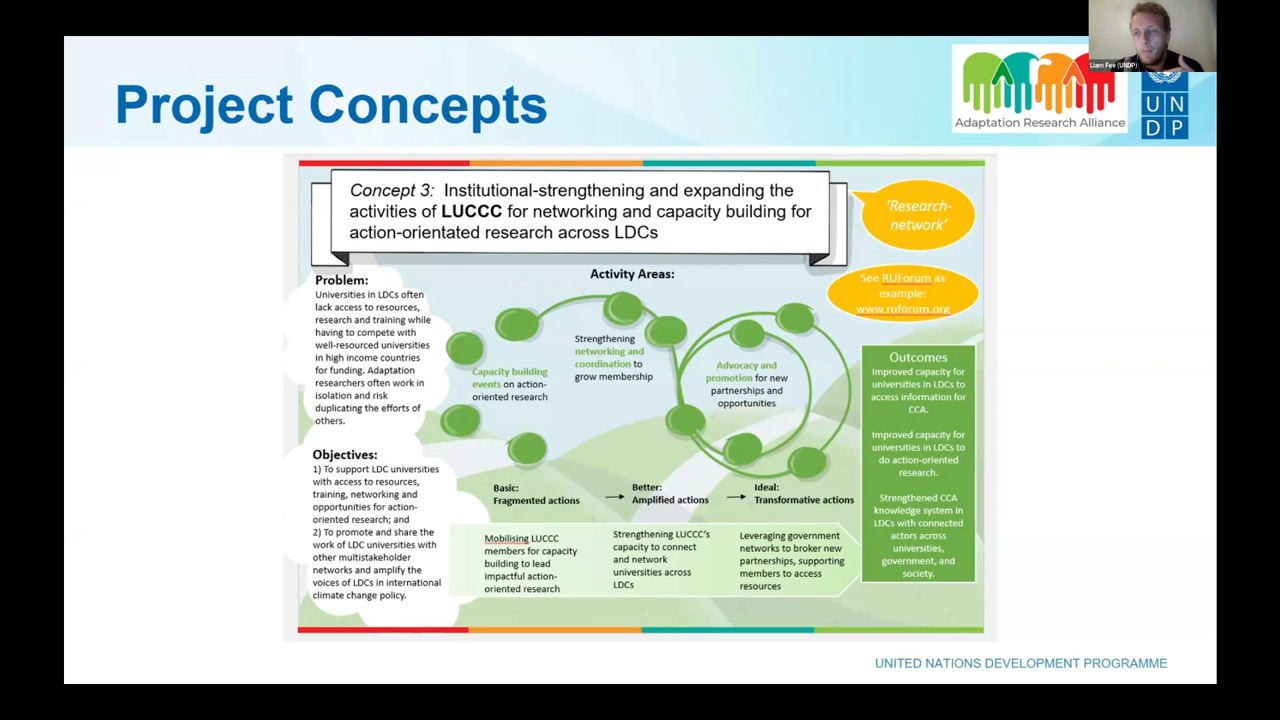 Liam Fee (UNDP)
Project Concepts
Adaptation Research Alliance
U N
D P
Concept 3: Institutional-strengthening and expanding the
activities of LUCCC for networking and capacity building for
action-orientated research across LDCs
'Research-
network'
See RUForum as
example:
www.ruforum.org
Problem:
Universities in LDCs often
lack access to resources,
research and training while
having to compete with
well-resourced universities
in high income countries
for funding. Adaptation
researchers often work in
isolation and risk
duplicating the efforts of
others.
Objectives:
1) To support LDC universities
with access to resources,
training, networking and
opportunities for action-
oriented research; and
2) To promote and share the
work of LDC universities with
other multistakeholder
networks and amplify the
voices of LDCs in international
climate change policy.
Activity Areas:
Capacity building
events on action-
oriented research
Strengthening
networking and
coordination to
grow membership
Advocacy and
promotion for new
partnerships and
opportunities
Basic:
Fragmented actions
Better:
Amplified actions
Ideal:
Transformative actions
Mobilising LUCCC
members for capacity
building to lead
impactful action-
oriented research
Strengthening LUCCC's
capacity to connect
and network
universities across
LDCs
Leveraging government
networks to broker new
partnerships, supporting
members to access
resources
Outcomes
Improved capacity for
universities in LDCs to
access information for
CCA.
Improved capacity for
universities in LDCs to
do action-oriented
research.
Strengthened CCA
knowledge system in
LDCs with connected
actors across
universities,
government, and
society.
UNITED NATIONS DEVELOPMENT PROGRAMME